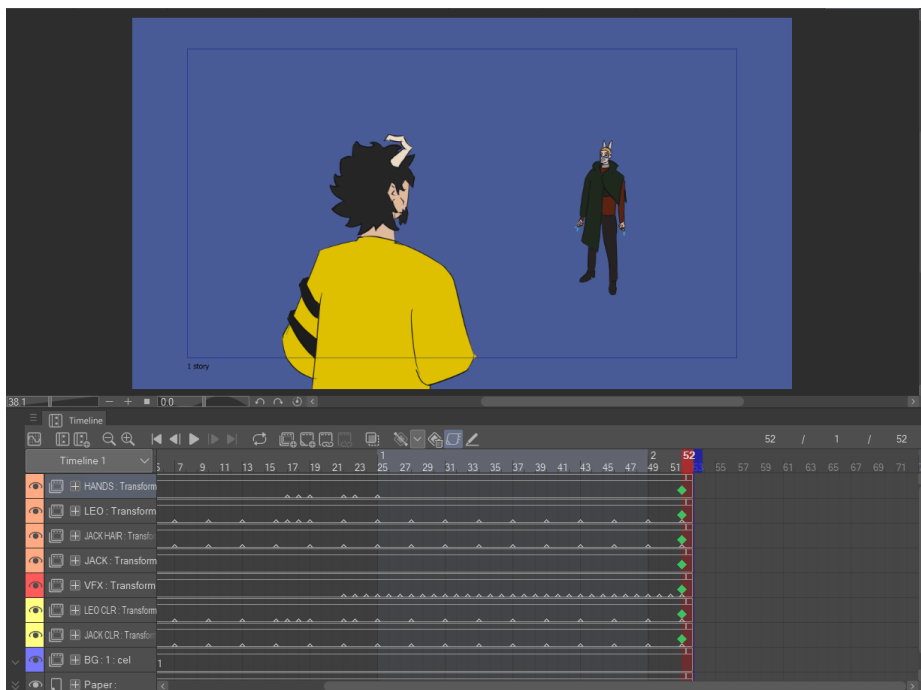 1 story
38.1
0.0
Timeline
52 / 1 / 52
Timeline 1
1 2 52
5 7 9 11 13 15 17 19 21 23 25 27 29 31 33 35 37 39 41 43 45 47 49 51 53 55 57 59 61 63 65 67 69 71
HANDS : Transform
LEO : Transform
JACK HAIR : Transfo
JACK : Transform
VFX : Transform
LEO CLR : Transform
JACK CLR : Transfo
BG : 1 : cel
1
Paper :